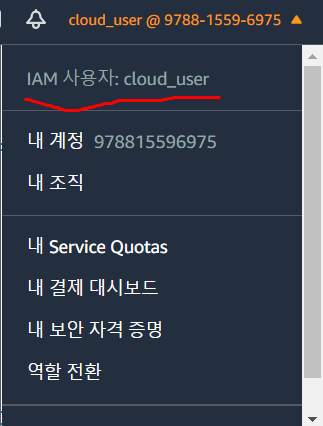 cloud_user @ 9788-1559-6975
IAM 사용자: cloud_user
내 계정 978815596975
내 조직
내 Service Quotas
내 결제 대시보드
내 보안 자격 증명
역할 전환